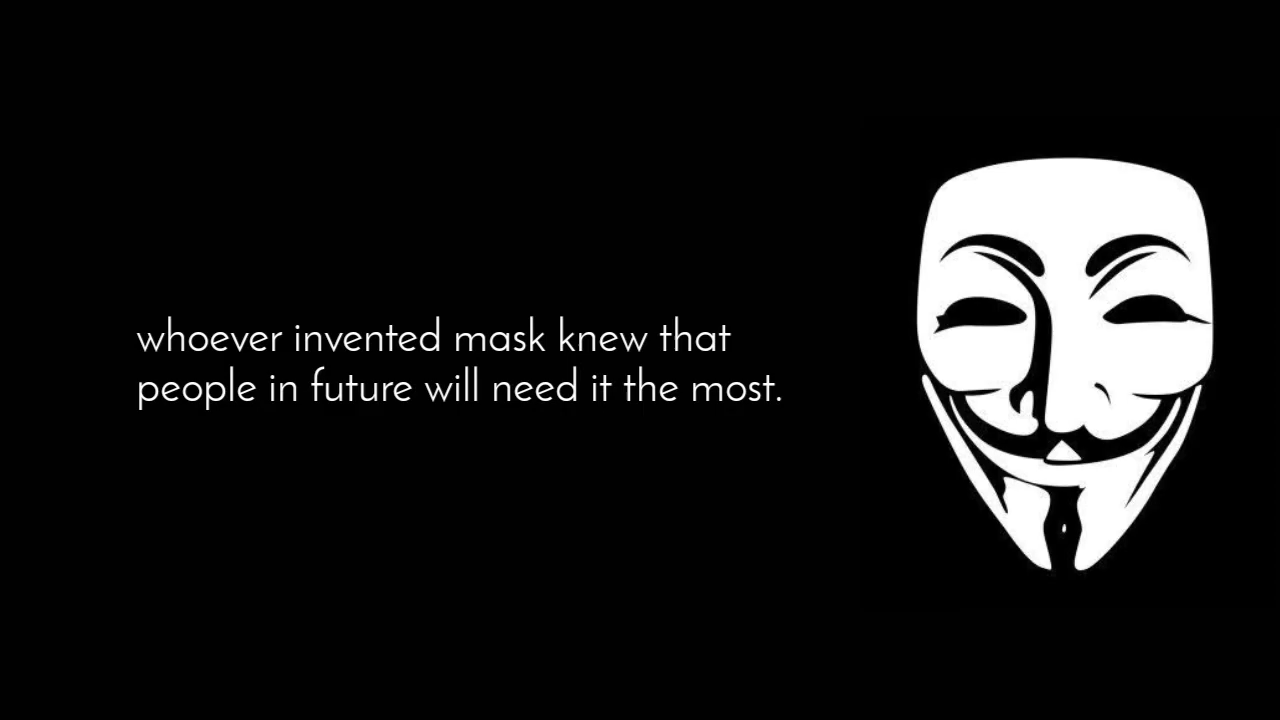 whoever invented mask knew that
people in future will need it the most.